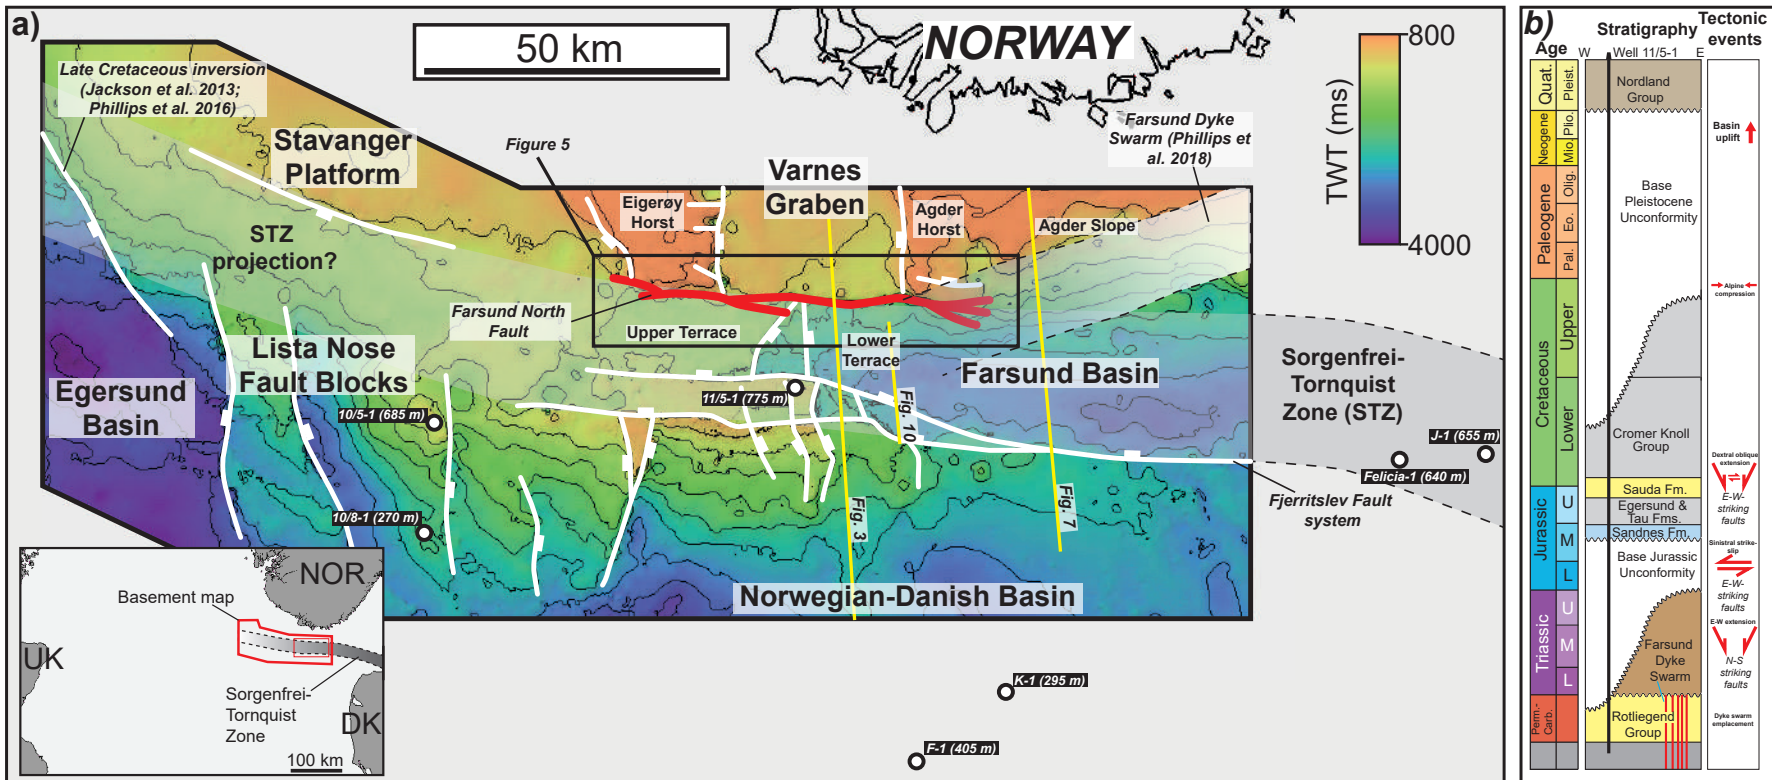 a)
50 km
NORWAY
800
4000
TWT (ms)
Late Cretaceous inversion
(Jackson et al. 2013;
Phillips et al. 2016)
Stavanger
Platform
Figure 5
Eigerøy
Horst
Varnes
Graben
Agder
Horst
Agder Slope
Farsund Dyke
Swarm (Phillips et
al. 2018)
STZ
projection?
Farsund North
Fault
Upper Terrace
Lower
Terrace
Farsund Basin
Sorgenfrei-
Tornquist
Zone (STZ)
Lista Nose
Fault Blocks
Egersund
Basin
10/5-1 (685 m)
11/5-1 (775 m)
10/8-1 (270 m)
J-1 (655 m)
Felicia-1 (640 m)
Fig. 10
Fig. 3
Fig. 7
Fjerritslev Fault
system
Norwegian-Danish Basin
K-1 (295 m)
F-1 (405 m)
NOR
UK
DK
Basement map
Sorgenfrei-
Tornquist
Zone
100 km
b)
Stratigraphy
Tectonic
events
Age
W
Well 11/5-1
E
Quat.
Pleist.
Neogene
Plio.
Mio.
Paleogene
Olig.
Eo.
Pal.
Cretaceous
Upper
Lower
Jurassic
U
M
L
Triassic
U
M
L
Perm.-
Carb.
Nordland
Group
Base
Pleistocene
Unconformity
Cromer Knoll
Group
Sauda Fm.
Egersund &
Tau Fms.
Sandnes Fm.
Base Jurassic
Unconformity
Farsund
Dyke
Swarm
Rotliegend
Group
Basin
uplift
Alpine
compression
Dextral oblique
extension
E-W-
striking
faults
Sinistral strike-
slip
E-W-
striking
faults
E-W extension
N-S
striking
faults
Dyke swarm
emplacement